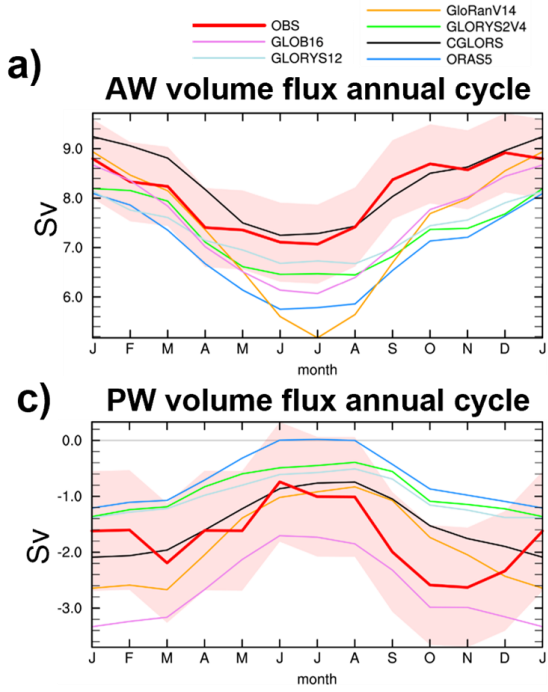 OBS
GLOB16
GLORYS12
GloRanV14
GLORYS2V4
CGLORS
ORAS5
a) AW volume flux annual cycle
Sv
9.0
8.0
7.0
6.0
J F M A M J J A S O N D J
month
c) PW volume flux annual cycle
Sv
0.0
-1.0
-2.0
-3.0
J F M A M J J A S O N D J
month